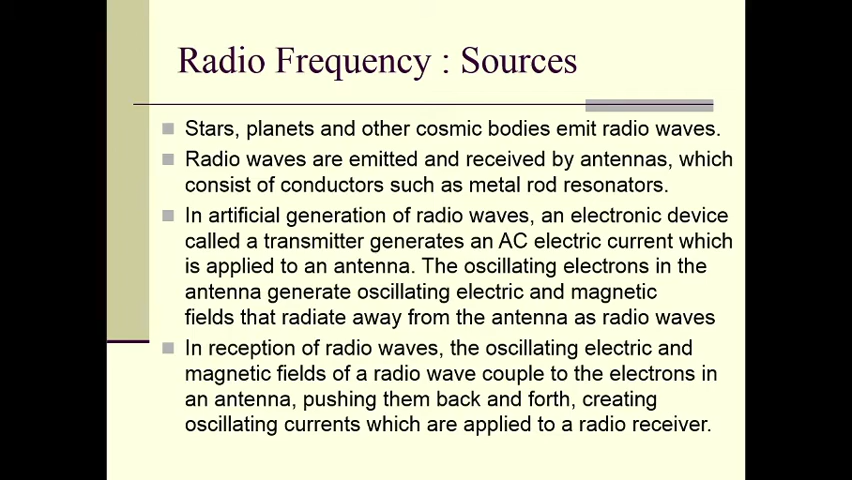 Radio Frequency : Sources
Stars, planets and other cosmic bodies emit radio waves.
Radio waves are emitted and received by antennas, which
consist of conductors such as metal rod resonators.
In artificial generation of radio waves, an electronic device
called a transmitter generates an AC electric current which
is applied to an antenna. The oscillating electrons in the
antenna generate oscillating electric and magnetic
fields that radiate away from the antenna as radio waves
In reception of radio waves, the oscillating electric and
magnetic fields of a radio wave couple to the electrons in
an antenna, pushing them back and forth, creating
oscillating currents which are applied to a radio receiver.